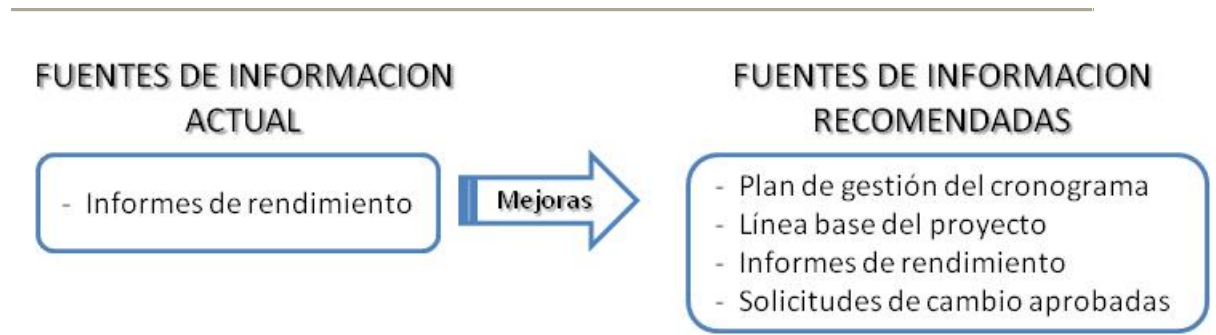 FUENTES DE INFORMACION
ACTUAL
- Informes de rendimiento
Mejoras
FUENTES DE INFORMACION
RECOMENDADAS
- Plan de gestión del cronograma
- Línea base del proyecto
- Informes de rendimiento
- Solicitudes de cambio aprobadas